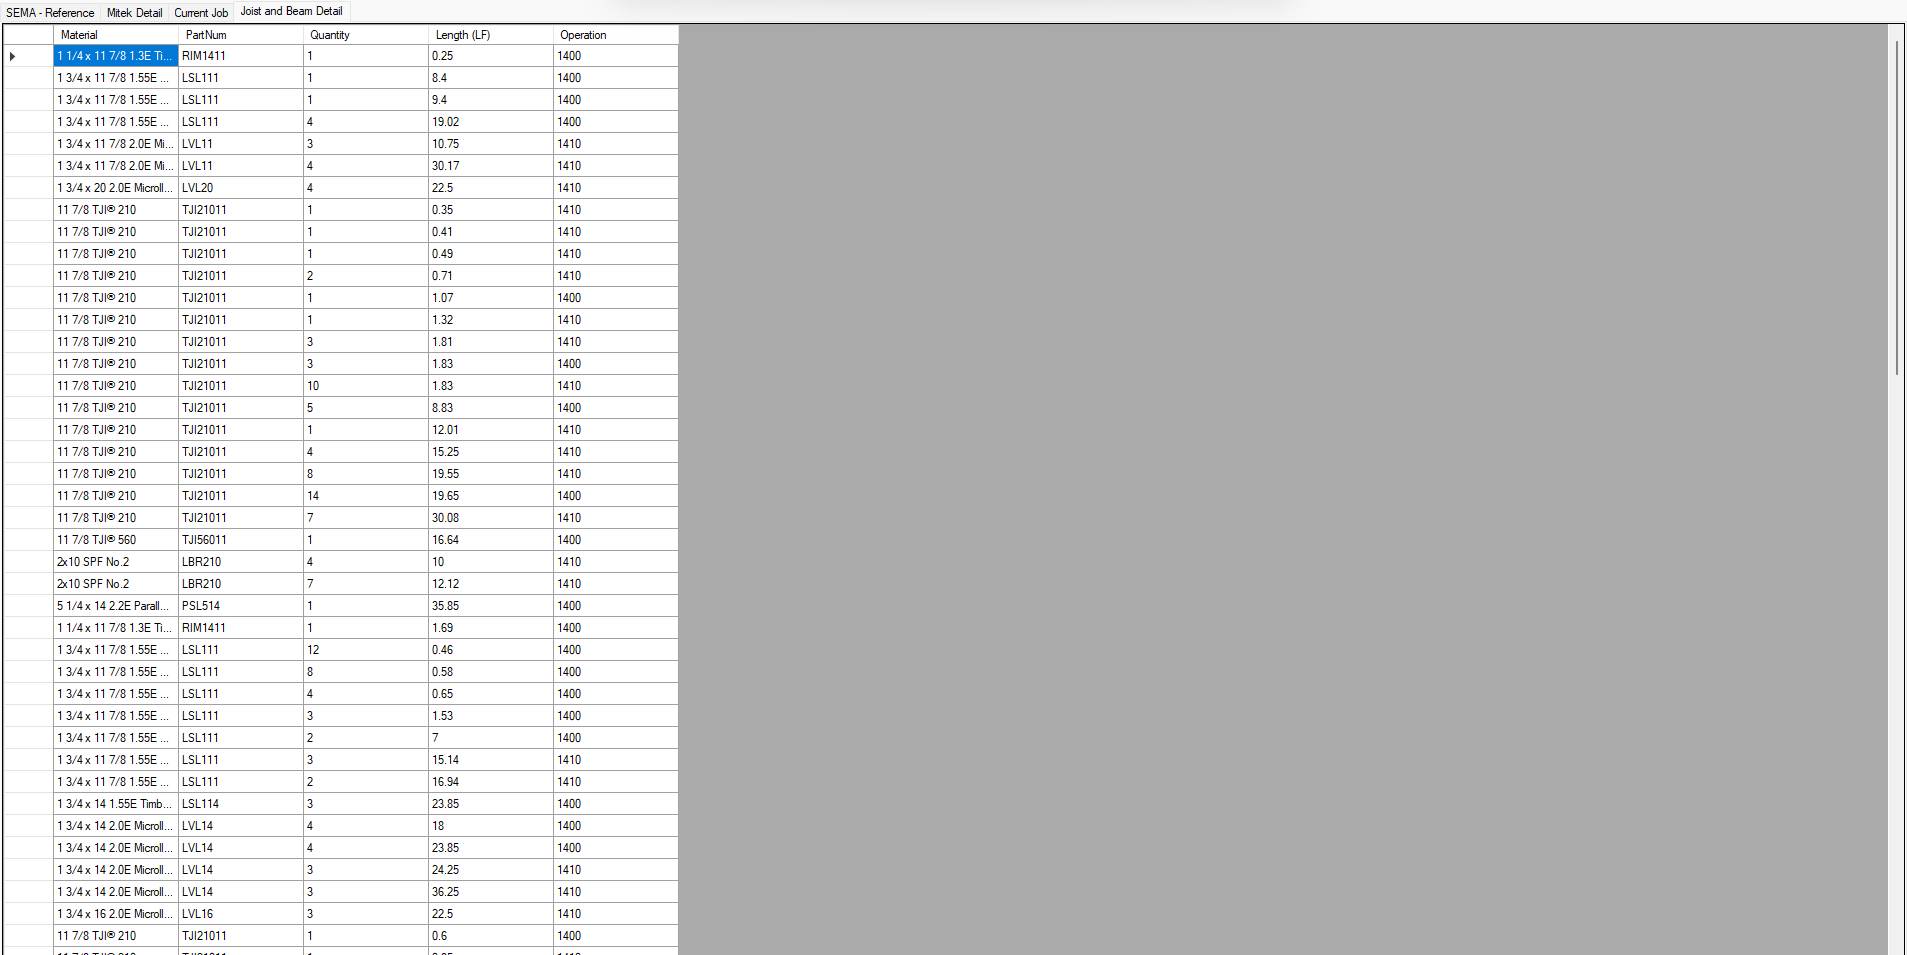 SEMA - Reference Mitek Detail Current Job Joist and Beam Detail
Material PartNum Quantity Length (LF) Operation
1 1/4 x 11 7/8 1.3E Ti... RIM1411 1 0.25 1400
1 3/4 x 11 7/8 1.55E ... LSL111 1 8.4 1400
1 3/4 x 11 7/8 1.55E ... LSL111 1 9.4 1400
1 3/4 x 11 7/8 1.55E ... LSL111 4 19.02 1400
1 3/4 x 11 7/8 2.0E Mi... LVL11 3 10.75 1410
1 3/4 x 11 7/8 2.0E Mi... LVL11 4 30.17 1410
1 3/4 x 20 2.0E Microll... LVL20 4 22.5 1410
11 7/8 TJI® 210 TJI21011 1 0.35 1410
11 7/8 TJI® 210 TJI21011 1 0.41 1410
11 7/8 TJI® 210 TJI21011 1 0.49 1410
11 7/8 TJI® 210 TJI21011 2 0.71 1410
11 7/8 TJI® 210 TJI21011 1 1.07 1400
11 7/8 TJI® 210 TJI21011 1 1.32 1410
11 7/8 TJI® 210 TJI21011 3 1.81 1410
11 7/8 TJI® 210 TJI21011 3 1.83 1400
11 7/8 TJI® 210 TJI21011 10 1.83 1410
11 7/8 TJI® 210 TJI21011 5 8.83 1400
11 7/8 TJI® 210 TJI21011 1 12.01 1410
11 7/8 TJI® 210 TJI21011 4 15.25 1410
11 7/8 TJI® 210 TJI21011 8 19.55 1410
11 7/8 TJI® 210 TJI21011 14 19.65 1400
11 7/8 TJI® 210 TJI21011 7 30.08 1410
11 7/8 TJI® 560 TJI56011 1 16.64 1400
2x10 SPF No.2 LBR210 4 10 1410
2x10 SPF No.2 LBR210 7 12.12 1410
5 1/4 x 14 2.2E Parall... PSL514 1 35.85 1400
1 1/4 x 11 7/8 1.3E Ti... RIM1411 1 1.69 1400
1 3/4 x 11 7/8 1.55E ... LSL111 12 0.46 1400
1 3/4 x 11 7/8 1.55E ... LSL111 8 0.58 1400
1 3/4 x 11 7/8 1.55E ... LSL111 4 0.65 1400
1 3/4 x 11 7/8 1.55E ... LSL111 3 1.53 1400
1 3/4 x 11 7/8 1.55E ... LSL111 2 7 1400
1 3/4 x 11 7/8 1.55E ... LSL111 3 15.14 1410
1 3/4 x 11 7/8 1.55E ... LSL111 2 16.94 1410
1 3/4 x 14 1.55E Timb... LSL114 3 23.85 1400
1 3/4 x 14 2.0E Microll... LVL14 4 18 1400
1 3/4 x 14 2.0E Microll... LVL14 4 23.85 1400
1 3/4 x 14 2.0E Microll... LVL14 3 24.25 1410
1 3/4 x 14 2.0E Microll... LVL14 3 36.25 1410
1 3/4 x 16 2.0E Microll... LVL16 3 22.5 1410
11 7/8 TJI® 210 TJI21011 1 0.6 1400